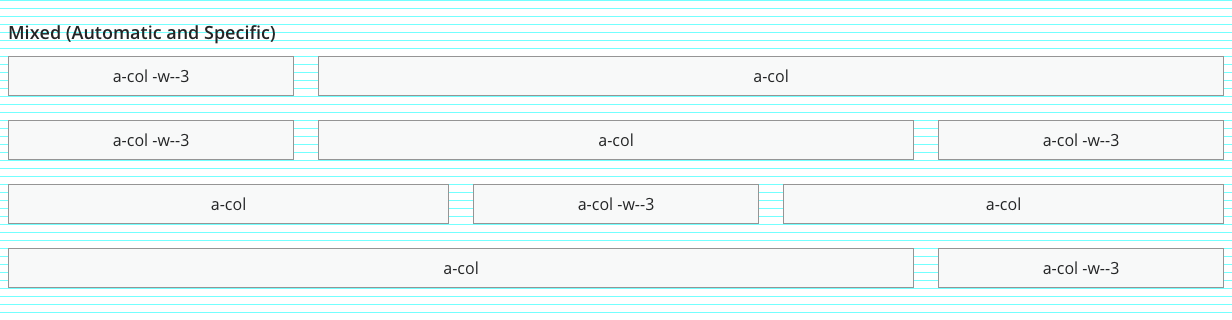 Mixed (Automatic and Specific)
a-col -w--3 a-col
a-col -w--3 a-col a-col -w--3
a-col a-col -w--3 a-col
a-col a-col -w--3